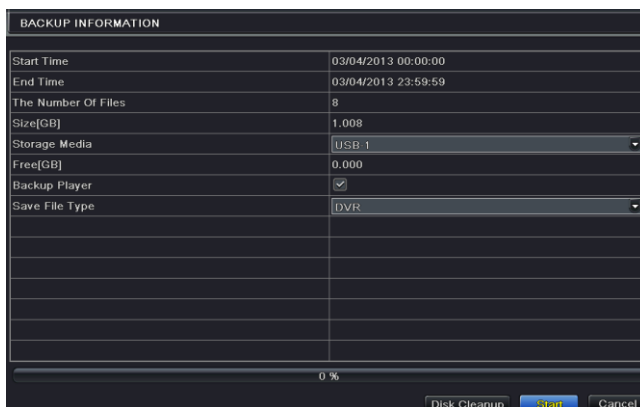 BACKUP INFORMATION
Start Time 03/04/2013 00:00:00
End Time 03/04/2013 23:59:59
The Number Of Files 8
Size[GB] 1.008
Storage Media USB-1
Free[GB] 0.000
Backup Player
Save File Type DVR
0 %
Disk Cleanup Start Cancel